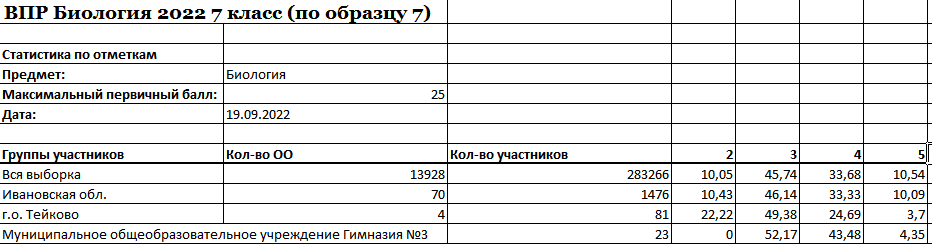 ВПР Биология 2022 7 класс (по образцу 7)
Статистика по отметкам
Предмет: Биология
Максимальный первичный балл: 25
Дата: 19.09.2022
Группы участников Кол-во ОО Кол-во участников 2 3 4 5
Вся выборка 13928 283266 10,05 45,74 33,68 10,54
Ивановская обл. 70 1476 10,43 46,14 33,33 10,09
г.о. Тейково 4 81 22,22 49,38 24,69 3,7
Муниципальное общеобразовательное учреждение Гимназия №3 23 0 52,17 43,48 4,35